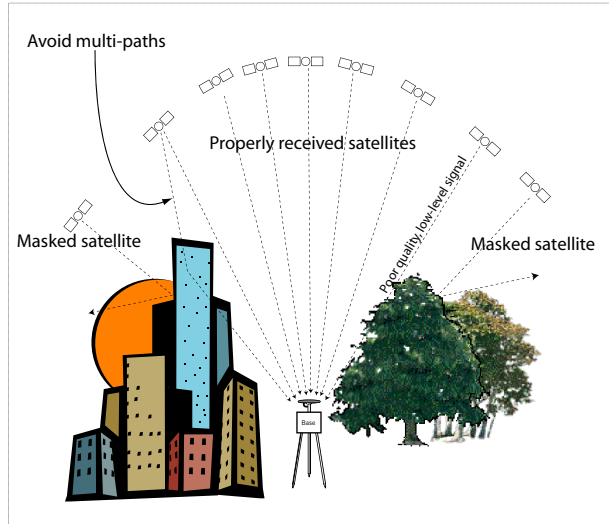 Avoid multi-paths
Properly received satellites
Poor quality, low-level signal
Masked satellite
Masked satellite
Base